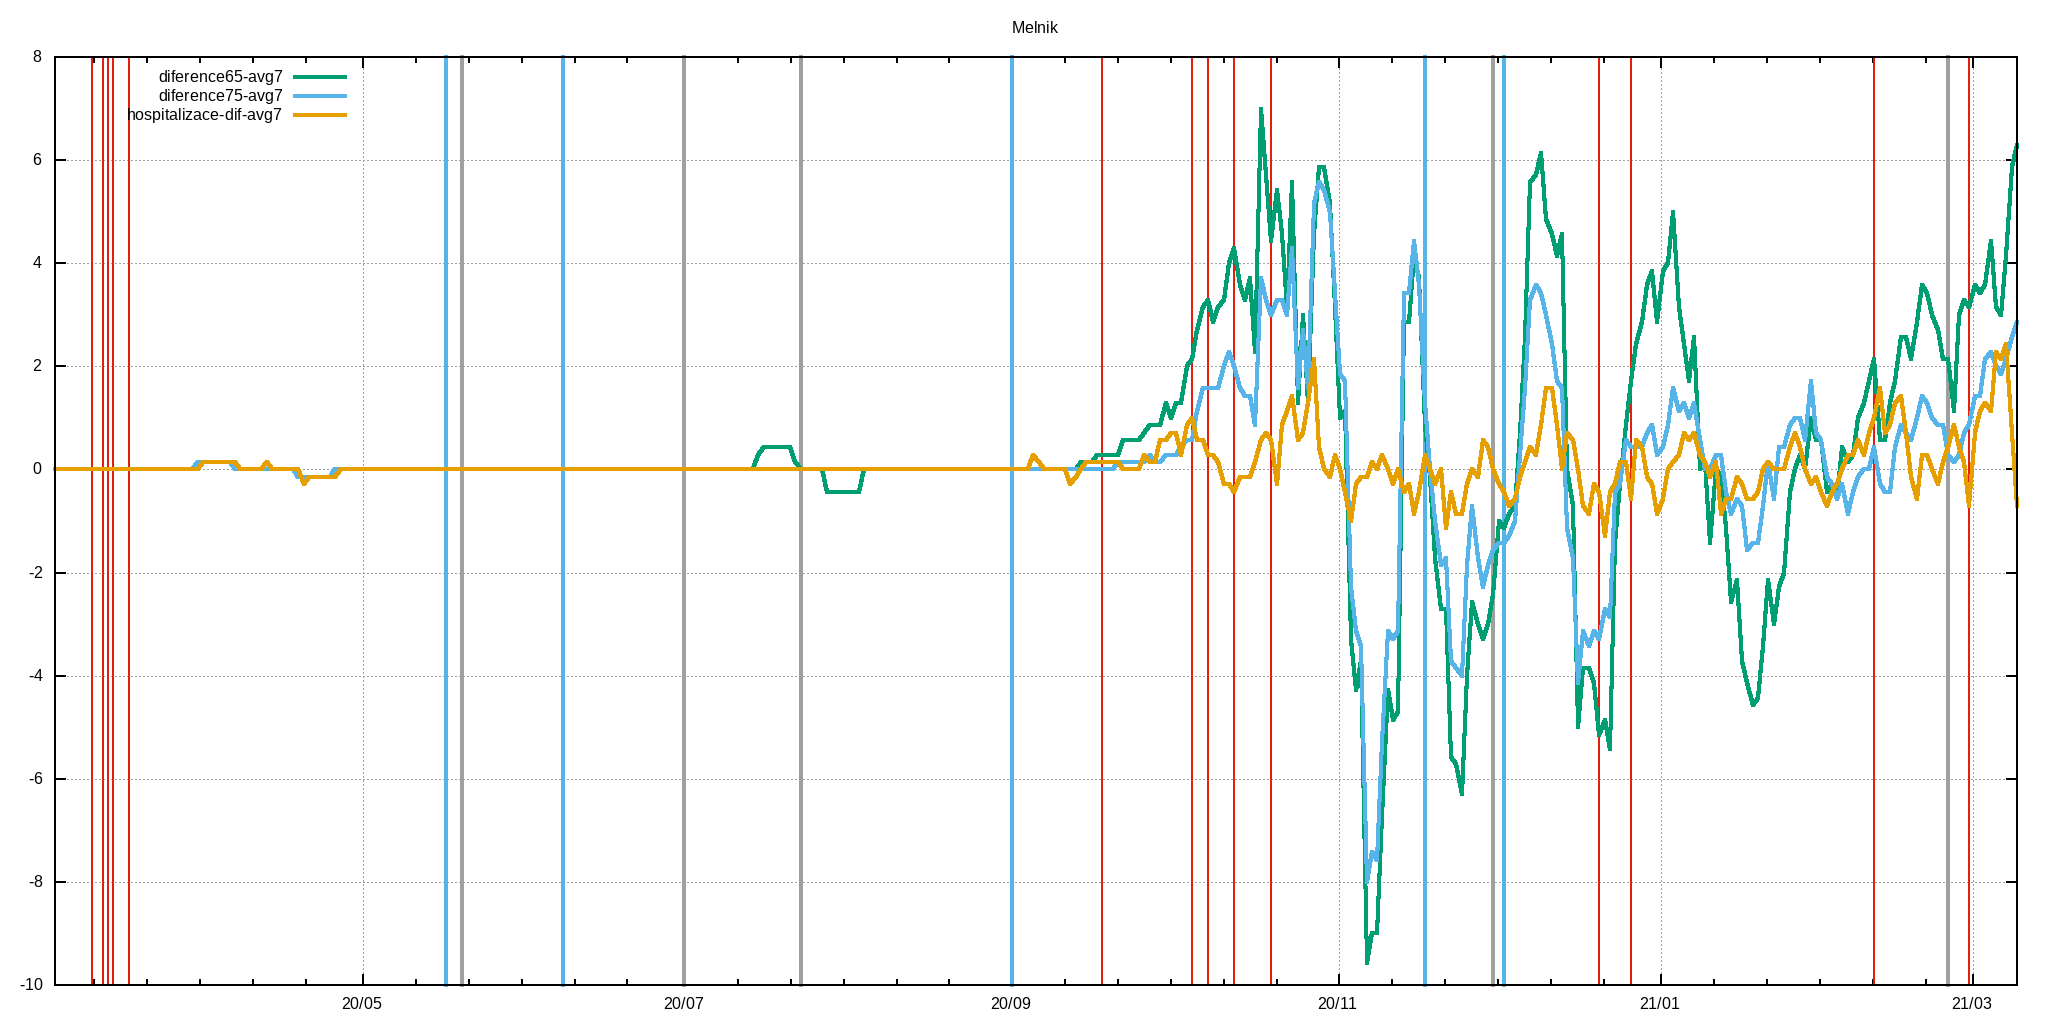 Melnik
8
diference65-avg7
diference75-avg7
hospitalizace-dif-avg7
6
4
2
0
-2
-4
-6
-8
-10
20/05 20/07 20/09 20/11 21/01 21/03